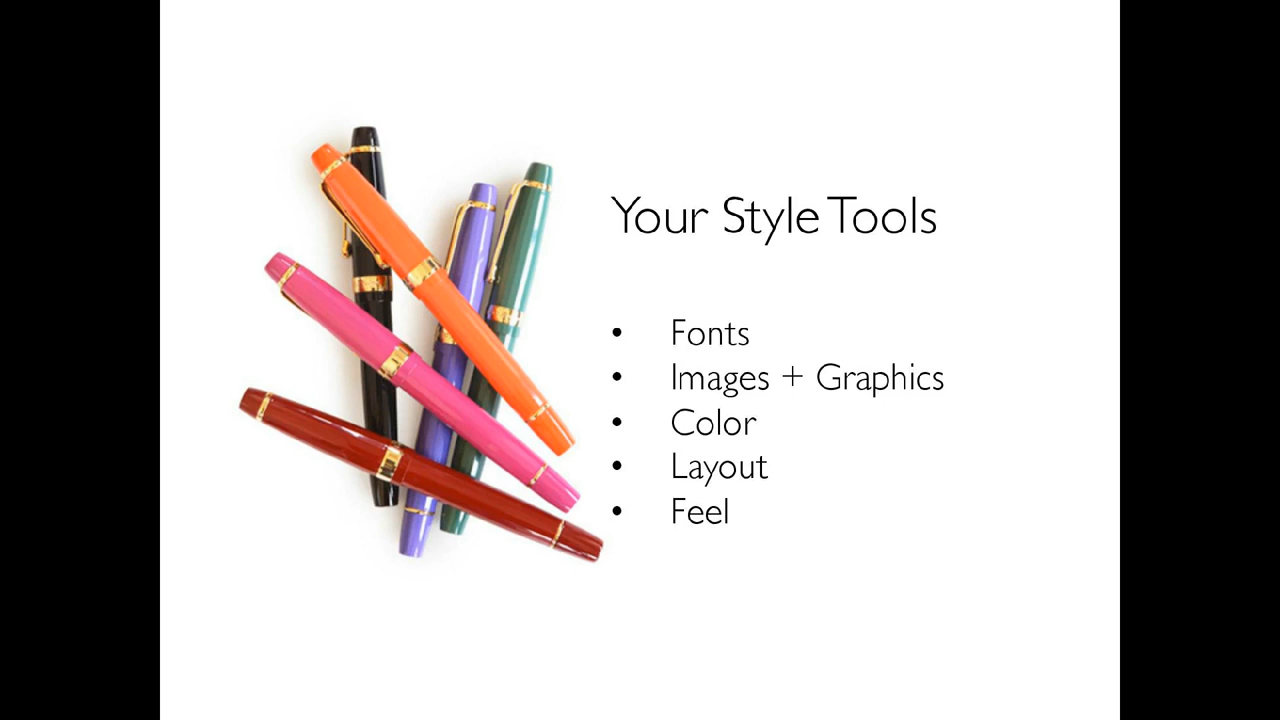 Your Style Tools
• Fonts
• Images + Graphics
• Color
• Layout
• Feel